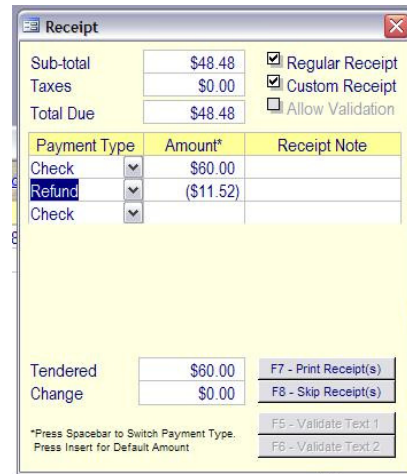 Receipt
Sub-total $48.48 Regular Receipt
Taxes $0.00 Custom Receipt
Total Due $48.48 Allow Validation
Payment Type Amount* Receipt Note
Check $60.00
Refund ($11.52)
Check
8
Tendered $60.00 F7 - Print Receipt(s)
Change $0.00 F8 - Skip Receipt(s)
*Press Spacebar to Switch Payment Type. F5 - Validate Text 1
Press Insert for Default Amount F6 - Validate Text 2